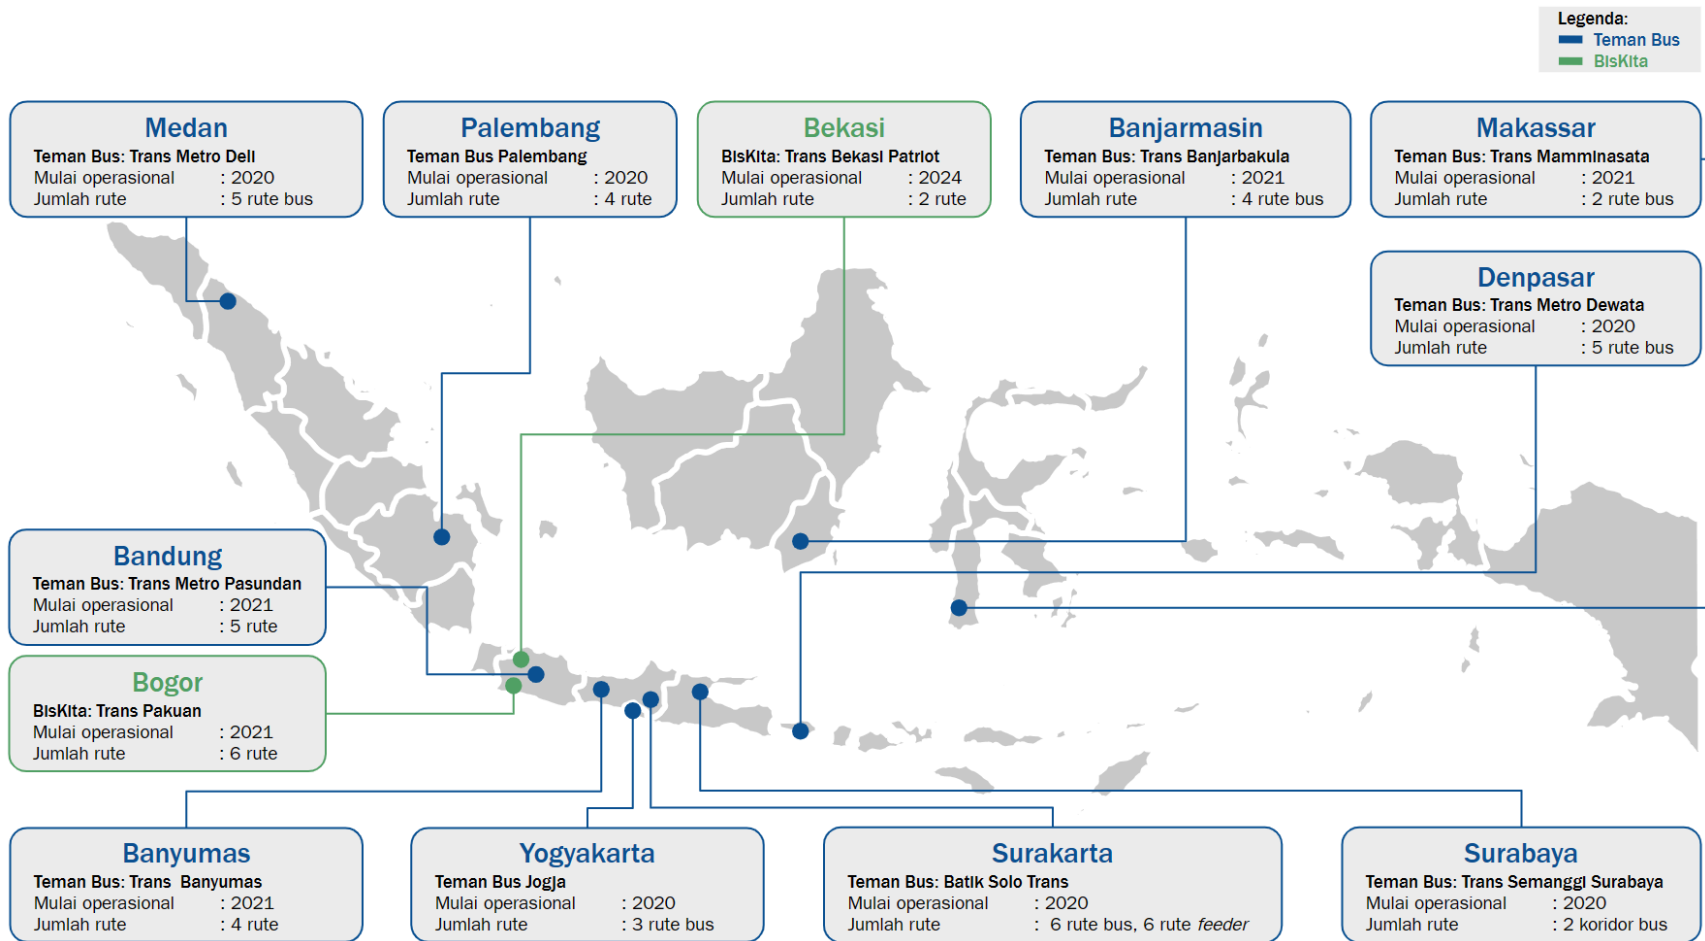 Legenda:
Teman Bus
BisKita
Medan
Teman Bus: Trans Metro Deli
Mulai operasional : 2020
Jumlah rute : 5 rute bus
Palembang
Teman Bus Palembang
Mulai operasional : 2020
Jumlah rute : 4 rute
Bekasi
BisKita: Trans Bekasi Patriot
Mulai operasional : 2024
Jumlah rute : 2 rute
Banjarmasin
Teman Bus: Trans Banjarbakula
Mulai operasional : 2021
Jumlah rute : 4 rute bus
Makassar
Teman Bus: Trans Mamminasata
Mulai operasional : 2021
Jumlah rute : 2 rute bus
Denpasar
Teman Bus: Trans Metro Dewata
Mulai operasional : 2020
Jumlah rute : 5 rute bus
Bandung
Teman Bus: Trans Metro Pasundan
Mulai operasional : 2021
Jumlah rute : 5 rute
Bogor
BisKita: Trans Pakuan
Mulai operasional : 2021
Jumlah rute : 6 rute
Banyumas
Teman Bus: Trans Banyumas
Mulai operasional : 2021
Jumlah rute : 4 rute
Yogyakarta
Teman Bus Jogja
Mulai operasional : 2020
Jumlah rute : 3 rute bus
Surakarta
Teman Bus: Batik Solo Trans
Mulai operasional : 2020
Jumlah rute : 6 rute bus, 6 rute feeder
Surabaya
Teman Bus: Trans Semanggi Surabaya
Mulai operasional : 2020
Jumlah rute : 2 koridor bus